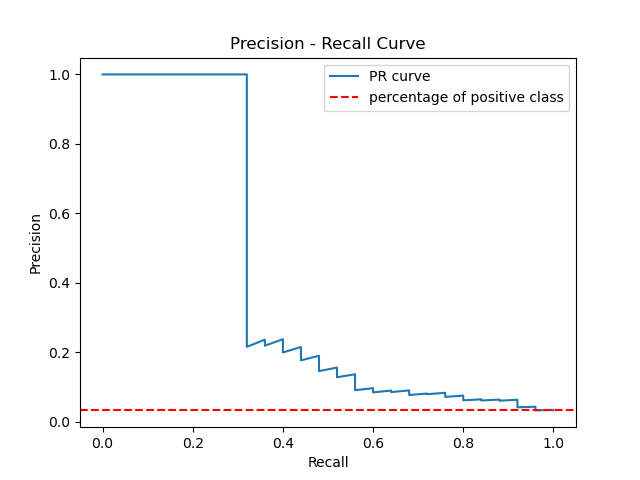 Precision - Recall Curve
PR curve
percentage of positive class
1.0
0.8
0.6
0.4
0.2
0.0
Precision
0.0 0.2 0.4 0.6 0.8 1.0
Recall